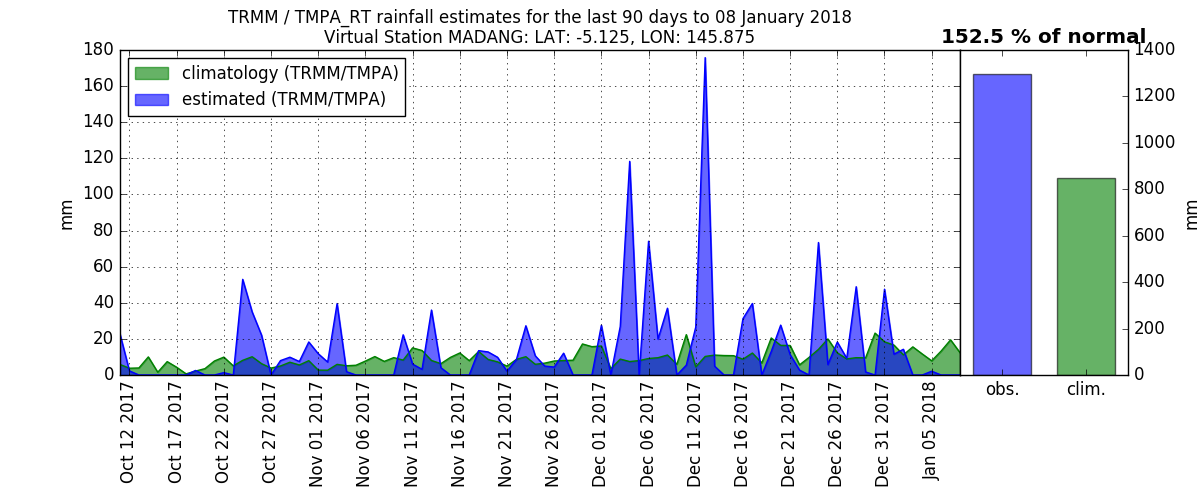 TRMM / TMPA_RT rainfall estimates for the last 90 days to 08 January 2018
Virtual Station MADANG: LAT: -5.125, LON: 145.875
152.5 % of normal
climatology (TRMM/TMPA)
estimated (TRMM/TMPA)
mm
180
160
140
120
100
80
60
40
20
0
Oct 12 2017
Oct 17 2017
Oct 22 2017
Oct 27 2017
Nov 01 2017
Nov 06 2017
Nov 11 2017
Nov 16 2017
Nov 21 2017
Nov 26 2017
Dec 01 2017
Dec 06 2017
Dec 11 2017
Dec 16 2017
Dec 21 2017
Dec 26 2017
Dec 31 2017
Jan 05 2018
obs.
clim.
1400
1200
1000
800
600
400
200
0
mm